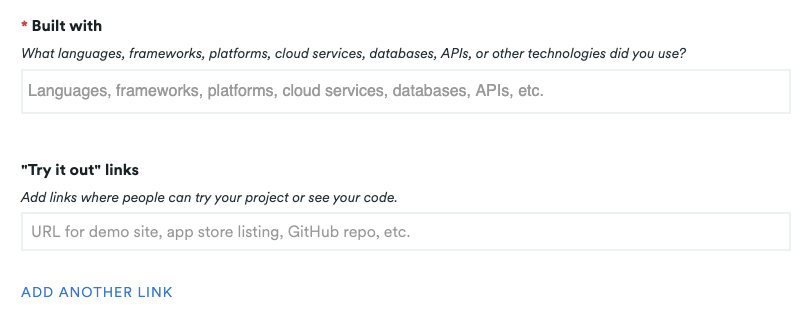 * Built with
What languages, frameworks, platforms, cloud services, databases, APIs, or other technologies did you use?
Languages, frameworks, platforms, cloud services, databases, APIs, etc.
"Try it out" links
Add links where people can try your project or see your code.
URL for demo site, app store listing, GitHub repo, etc.
ADD ANOTHER LINK